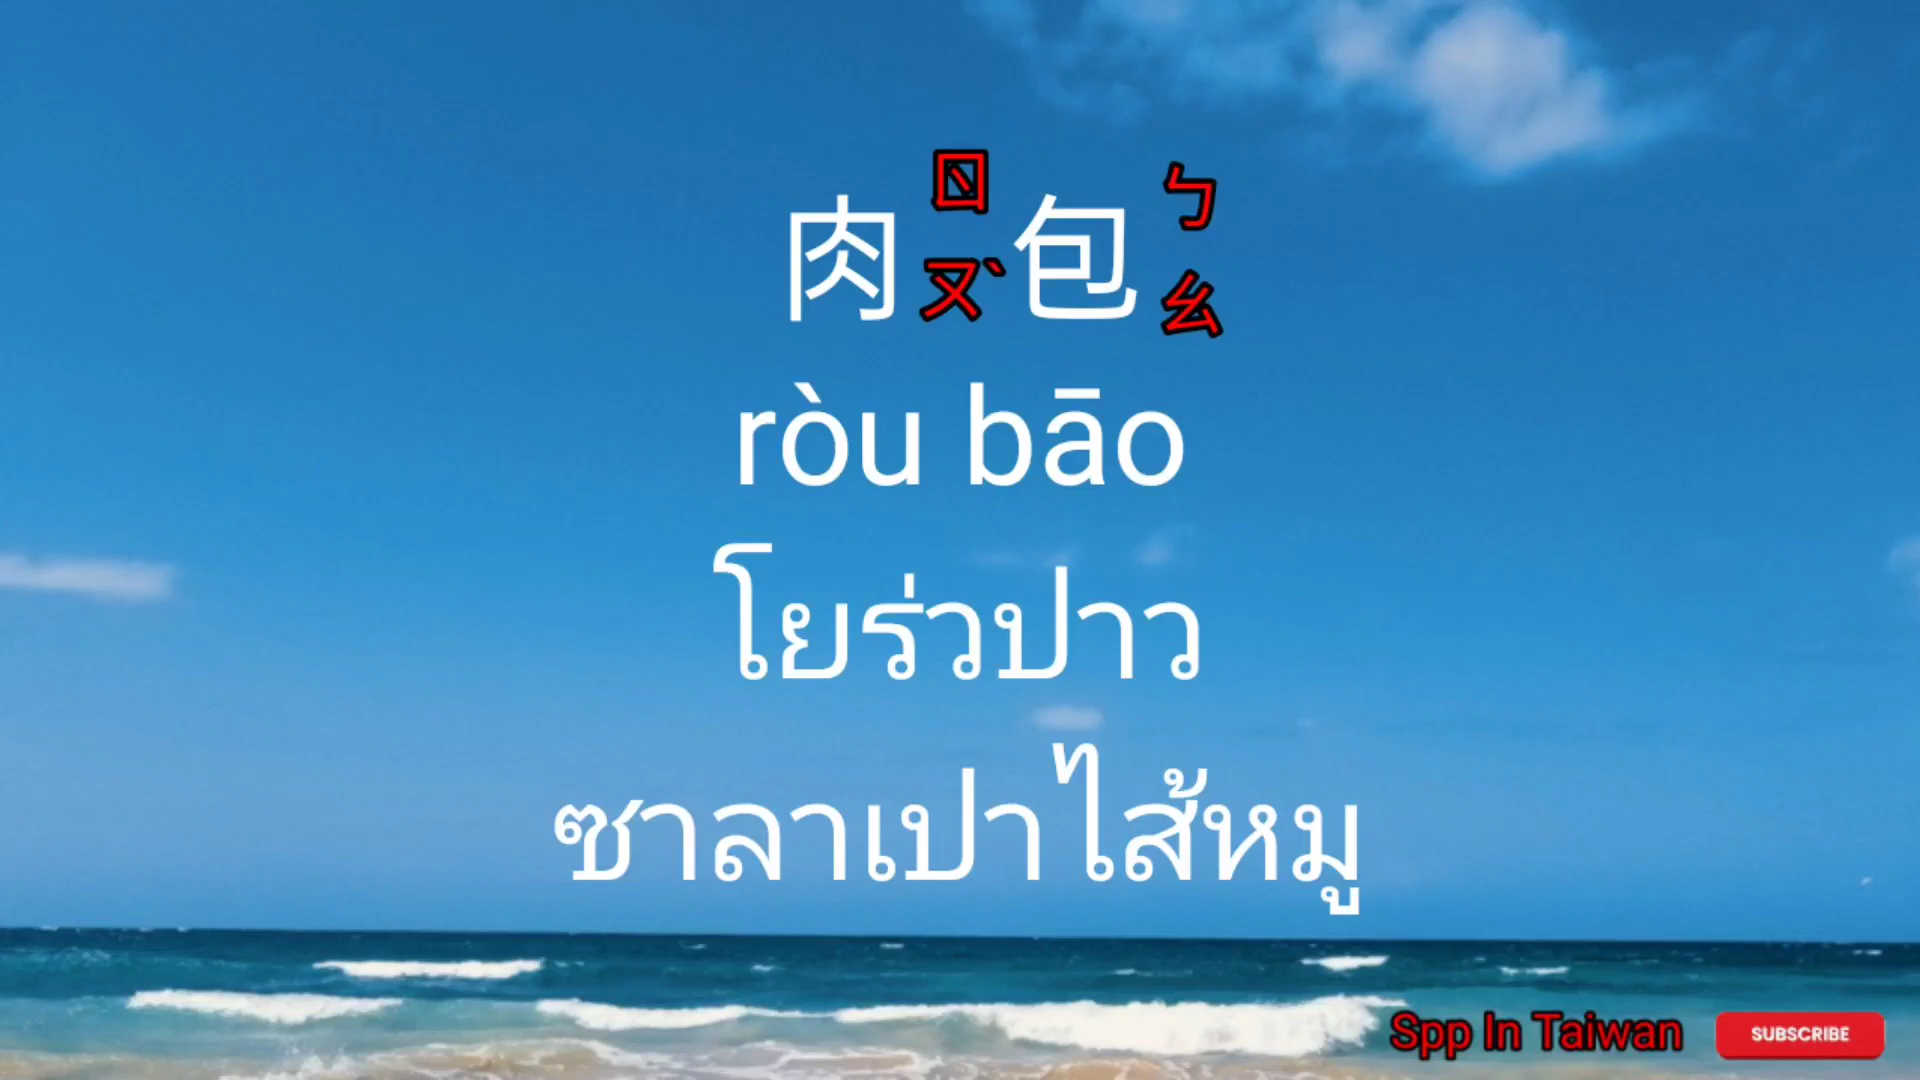 肉ㄖㄡˋ包ㄅㄠ
ròu bāo
โยร่วปาว
ซาลาเปาไส้หมู
Spp In Taiwan
SUBSCRIBE